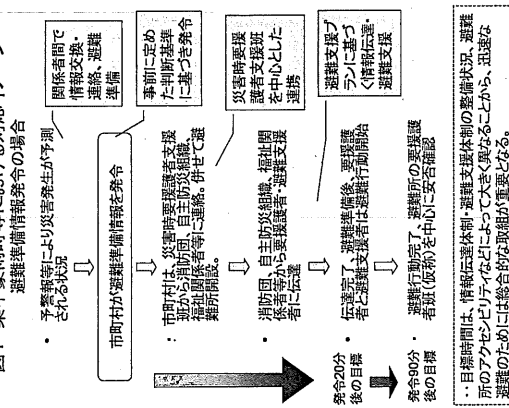 図1 集中豪雨時等における対応イメージ
避難準備情報発令の場合
・ 予警報等により災害発生が予測
される状況
関係者間で
情報交換・
連絡、避難
準備
市町村が避難準備情報を発令
事前に定め
た判断基準
に基づき発令
・ 市町村は、災害時要援護者支援
班から消防団、自主防災組織、
福祉関係者等に連絡。併せて避
難所開設。
災害時要援
護者支援班
を中心とした
連携
・ 消防団、自主防災組織、福祉関
係者等から要援護者・避難支援
者に伝達
避難支援プ
ランに基づ
く情報伝達・
避難支援
発令20分
後の目標
・ 伝達完了、避難準備後、要援護
者と避難支援者は避難行動開始
発令90分
後の目標
・ 避難行動完了、避難所の要援護
者班(仮称)を中心に安否確認
・・目標時間は、情報伝達体制・避難支援体制の整備状況、避難
所のアクセシビリティなどによって大きく異なることから、迅速な
避難のためには総合的な取組が重要となる。